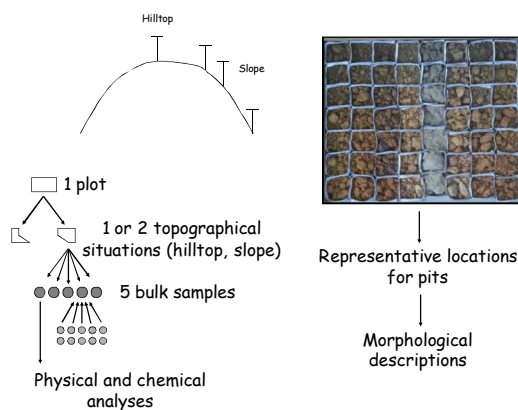 Hilltop
Slope
1 plot
1 or 2 topographical
situations (hilltop, slope)
5 bulk samples
Physical and chemical
analyses
Representative locations
for pits
Morphological
descriptions